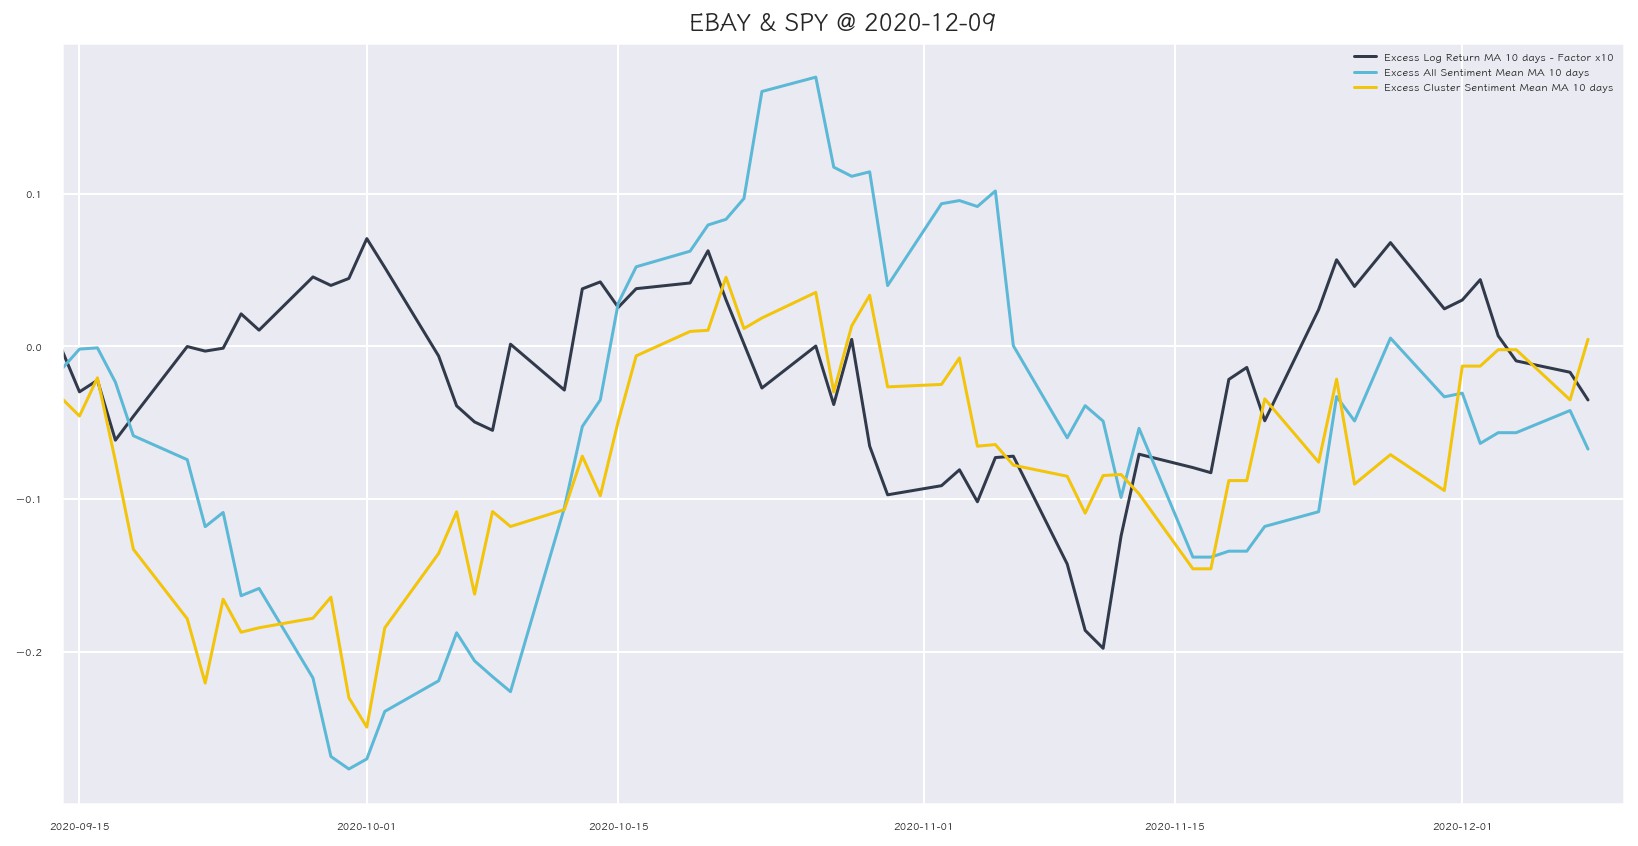 EBAY & SPY @ 2020-12-09
Excess Log Return MA 10 days - Factor x10
Excess All Sentiment Mean MA 10 days
Excess Cluster Sentiment Mean MA 10 days
0.1
0.0
−0.1
−0.2
2020-09-15
2020-10-01
2020-10-15
2020-11-01
2020-11-15
2020-12-01